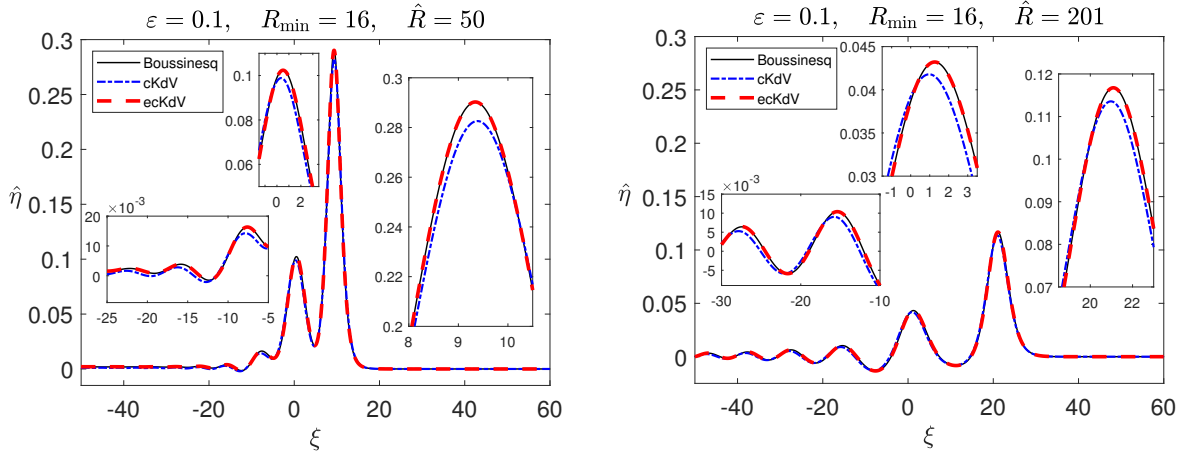 ε = 0.1, R_min = 16, R̂ = 50
Boussinesq
cKdV
ecKdV
0.3
0.25
0.2
0.15
0.1
0.05
0
η̂
-40 -20 0 20 40 60
ξ
0.1
0.08
0.06
0 2
0.3
0.28
0.26
0.24
0.22
0.2
8 9 10
20 ×10⁻³
10
0
-25 -20 -15 -10 -5
ε = 0.1, R_min = 16, R̂ = 201
Boussinesq
cKdV
ecKdV
0.3
0.25
0.2
0.15
0.1
0.05
0
η̂
-40 -20 0 20 40 60
ξ
0.045
0.04
0.035
0.03
-1 0 1 2 3
0.12
0.11
0.1
0.09
0.08
0.07
20 21 22
10 ×10⁻³
5
0
-5
-30 -20 -10